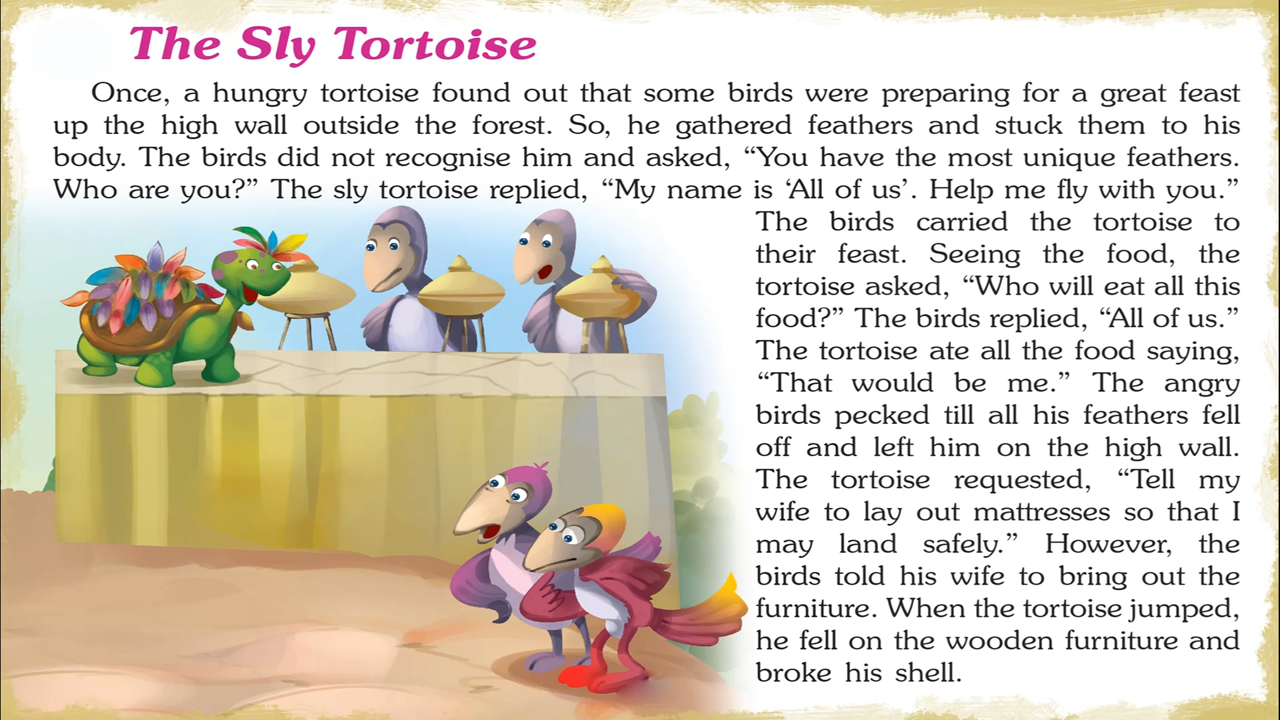 The Sly Tortoise
Once, a hungry tortoise found out that some birds were preparing for a great feast
up the high wall outside the forest. So, he gathered feathers and stuck them to his
body. The birds did not recognise him and asked, “You have the most unique feathers.
Who are you?” The sly tortoise replied, “My name is ‘All of us’. Help me fly with you.”
The birds carried the tortoise to
their feast. Seeing the food, the
tortoise asked, “Who will eat all this
food?” The birds replied, “All of us.”
The tortoise ate all the food saying,
“That would be me.” The angry
birds pecked till all his feathers fell
off and left him on the high wall.
The tortoise requested, “Tell my
wife to lay out mattresses so that I
may land safely.” However, the
birds told his wife to bring out the
furniture. When the tortoise jumped,
he fell on the wooden furniture and
broke his shell.